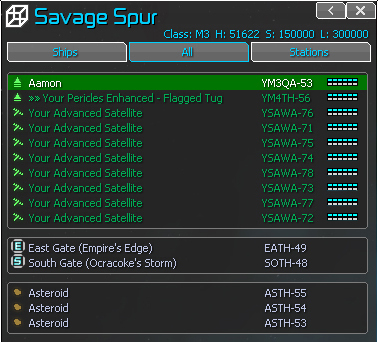 Savage Spur
Class: M3 H: 51622 S: 150000 L: 300000
Ships All Stations
Aamon YM3QA-53
»» Your Pericles Enhanced - Flagged Tug YM4TH-56
Your Advanced Satellite YSAWA-76
Your Advanced Satellite YSAWA-71
Your Advanced Satellite YSAWA-75
Your Advanced Satellite YSAWA-74
Your Advanced Satellite YSAWA-78
Your Advanced Satellite YSAWA-73
Your Advanced Satellite YSAWA-77
Your Advanced Satellite YSAWA-72
E East Gate (Empire's Edge) EATH-49
S South Gate (Ocracoke's Storm) SOTH-48
Asteroid ASTH-55
Asteroid ASTH-54
Asteroid ASTH-53